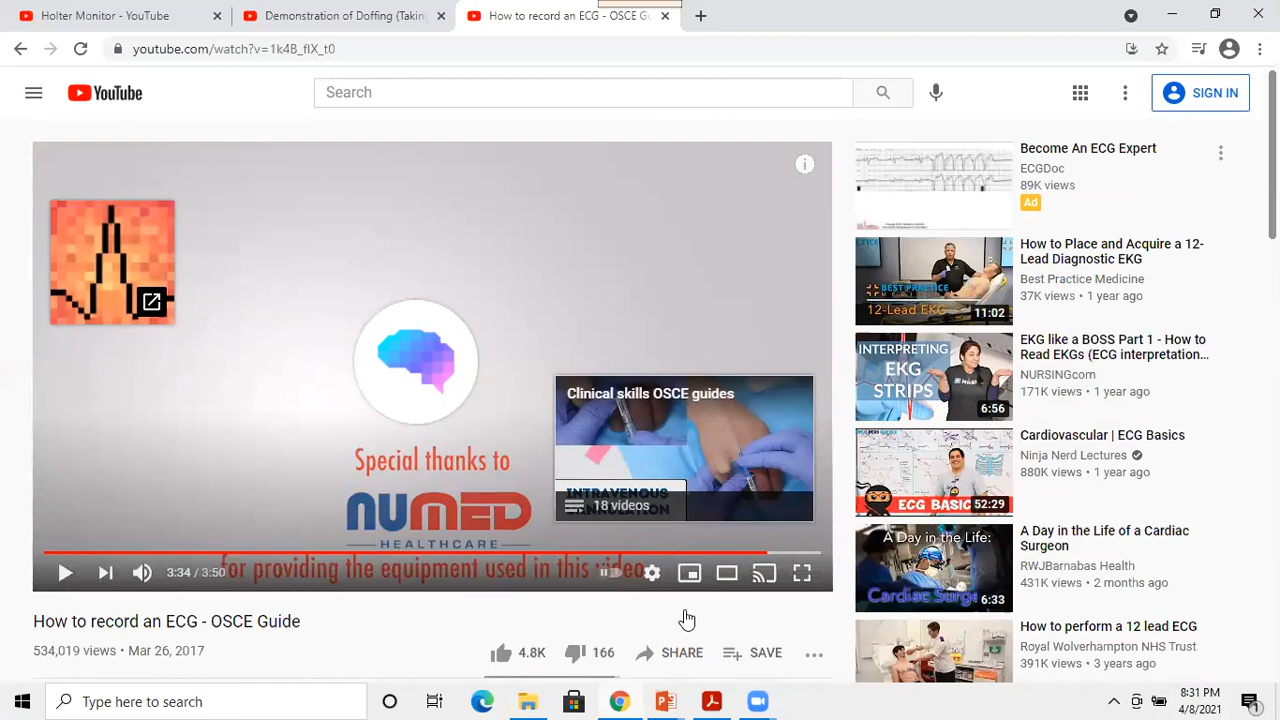 Holter Monitor - YouTube
Demonstration of Doffing (Taking
How to record an ECG - OSCE Gu
youtube.com/watch?v=1k4B_fIX_t0
YouTube
Search
SIGN IN
Special thanks to
NUMED
HEALTHCARE
or providing the equipment used in this video
Clinical skills OSCE guides
INTRAVENOUS
18 videos
3:34 / 3:50
How to record an ECG - OSCE Guide
534,019 views • Mar 26, 2017
4.8K
166
SHARE
SAVE
Become An ECG Expert
ECGDoc
89K views
Ad
BEST PRACTICE
12-Lead EKG
11:02
How to Place and Acquire a 12-
Lead Diagnostic EKG
Best Practice Medicine
37K views • 1 year ago
INTERPRETING
EKG
STRIPS
6:56
EKG like a BOSS Part 1 - How to
Read EKGs (ECG interpretation...
NURSINGcom
171K views • 1 year ago
ECG BASIC
52:29
Cardiovascular | ECG Basics
Ninja Nerd Lectures
880K views • 1 year ago
A Day in the Life:
Cardiac Surge
6:33
A Day in the Life of a Cardiac
Surgeon
RWJBarnabas Health
431K views • 2 months ago
How to perform a 12 lead ECG
Royal Wolverhampton NHS Trust
391K views • 3 years ago
Type here to search
8:31 PM
4/8/2021
1